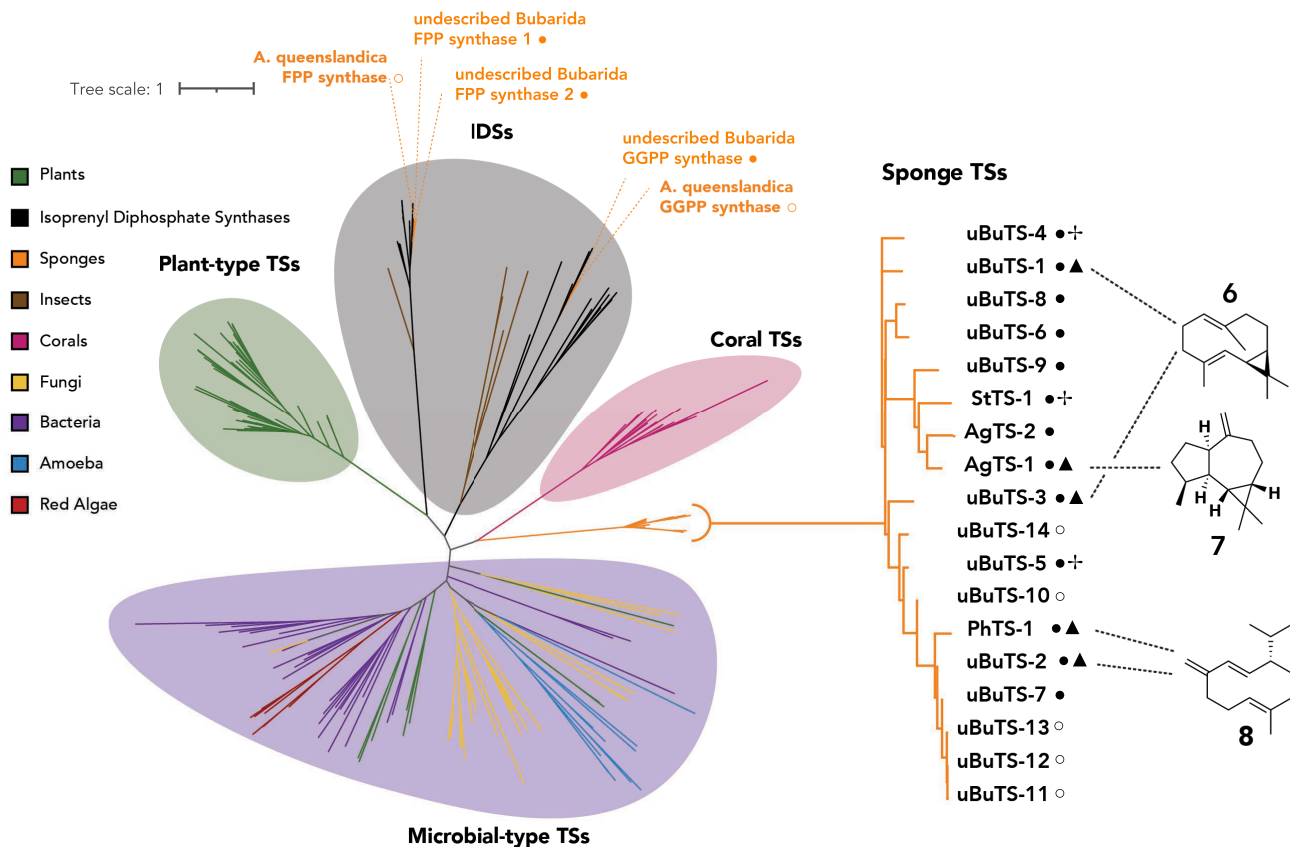 undescribed Bubarida
FPP synthase 1 ●
A. queenslandica
FPP synthase ○
undescribed Bubarida
FPP synthase 2 ●
Tree scale: 1
IDSs
undescribed Bubarida
GGPP synthase ●
A. queenslandica
GGPP synthase ○
Plants
Isoprenyl Diphosphate Synthases
Sponges
Insects
Corals
Fungi
Bacteria
Amoeba
Red Algae
Plant-type TSs
Coral TSs
Microbial-type TSs
Sponge TSs
uBuTS-4 ●✢
uBuTS-1 ●▲
uBuTS-8 ●
uBuTS-6 ●
uBuTS-9 ●
StTS-1 ●✢
AgTS-2 ●
AgTS-1 ●▲
uBuTS-3 ●▲
uBuTS-14 ○
uBuTS-5 ●✢
uBuTS-10 ○
PhTS-1 ●▲
uBuTS-2 ●▲
uBuTS-7 ●
uBuTS-13 ○
uBuTS-12 ○
uBuTS-11 ○
6
H
H
H
H
7
8